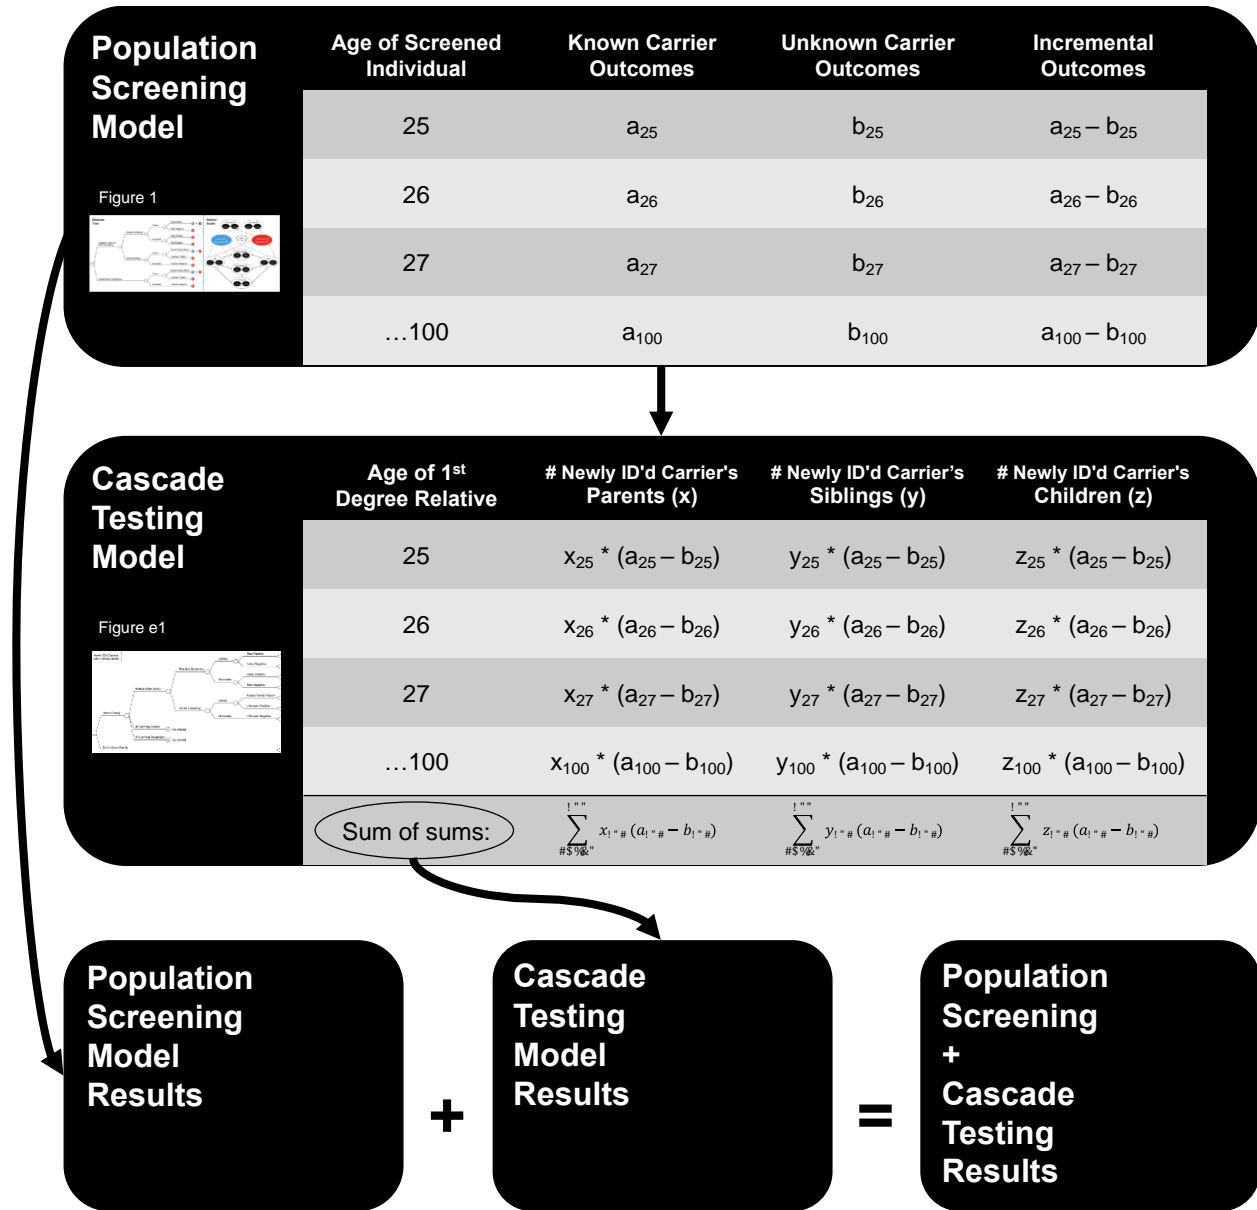 Population
Screening
Model
Figure 1
Age of Screened
Individual
Known Carrier
Outcomes
Unknown Carrier
Outcomes
Incremental
Outcomes
25 a25 b25 a25 – b25
26 a26 b26 a26 – b26
27 a27 b27 a27 – b27
…100 a100 b100 a100 – b100
Cascade
Testing
Model
Figure e1
Age of 1st
Degree Relative
# Newly ID'd Carrier's
Parents (x)
# Newly ID'd Carrier’s
Siblings (y)
# Newly ID'd Carrier's
Children (z)
25 x25 * (a25 – b25) y25 * (a25 – b25) z25 * (a25 – b25)
26 x26 * (a26 – b26) y26 * (a26 – b26) z26 * (a26 – b26)
27 x27 * (a27 – b27) y27 * (a27 – b27) z27 * (a27 – b27)
…100 x100 * (a100 – b100) y100 * (a100 – b100) z100 * (a100 – b100)
Sum of sums:
! " "
∑ x! " # (a! " # − b! " #)
#$ %&"
! " "
∑ y! " # (a! " # − b! " #)
#$ %&"
! " "
∑ z! " # (a! " # − b! " #)
#$ %&"
Population
Screening
Model
Results
+
Cascade
Testing
Model
Results
=
Population
Screening
+
Cascade
Testing
Results